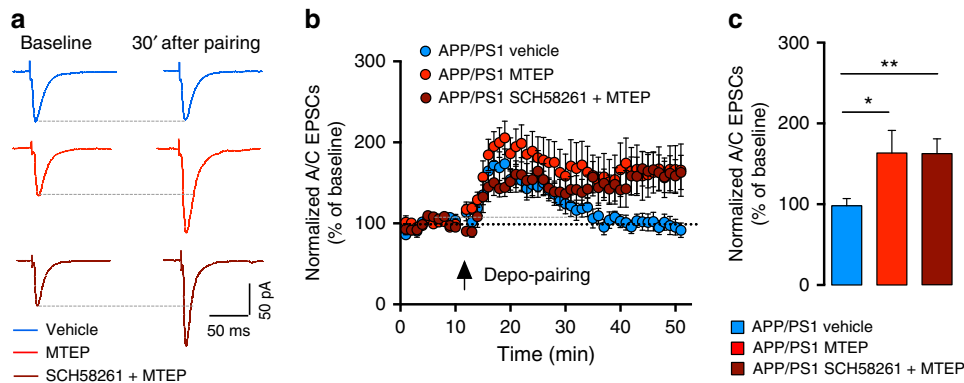 a
Baseline 30′ after pairing
50 pA
50 ms
Vehicle
MTEP
SCH58261 + MTEP
b
APP/PS1 vehicle
APP/PS1 MTEP
APP/PS1 SCH58261 + MTEP
Normalized A/C EPSCs
(% of baseline)
300
200
100
0
Depo-pairing
0 10 20 30 40 50
Time (min)
c
Normalized A/C EPSCs
(% of baseline)
300
200
100
0
**
*
APP/PS1 vehicle
APP/PS1 MTEP
APP/PS1 SCH58261 + MTEP